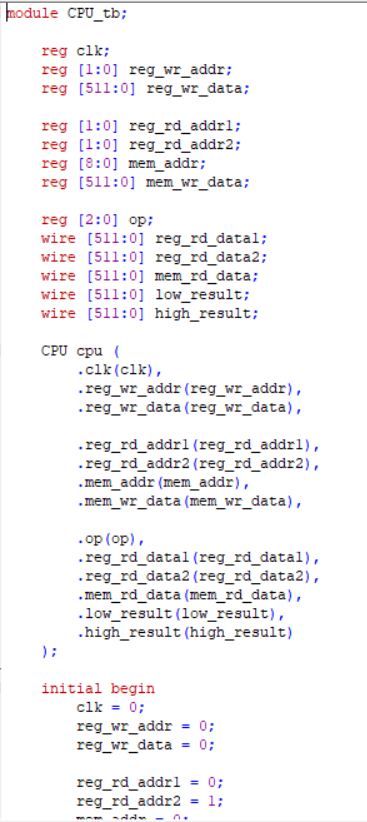 module CPU_tb;
reg clk;
reg [1:0] reg_wr_addr;
reg [511:0] reg_wr_data;
reg [1:0] reg_rd_addr1;
reg [1:0] reg_rd_addr2;
reg [8:0] mem_addr;
reg [511:0] mem_wr_data;
reg [2:0] op;
wire [511:0] reg_rd_data1;
wire [511:0] reg_rd_data2;
wire [511:0] mem_rd_data;
wire [511:0] low_result;
wire [511:0] high_result;
CPU cpu (
.clk(clk),
.reg_wr_addr(reg_wr_addr),
.reg_wr_data(reg_wr_data),
.reg_rd_addr1(reg_rd_addr1),
.reg_rd_addr2(reg_rd_addr2),
.mem_addr(mem_addr),
.mem_wr_data(mem_wr_data),
.op(op),
.reg_rd_data1(reg_rd_data1),
.reg_rd_data2(reg_rd_data2),
.mem_rd_data(mem_rd_data),
.low_result(low_result),
.high_result(high_result)
);
initial begin
clk = 0;
reg_wr_addr = 0;
reg_wr_data = 0;
reg_rd_addr1 = 0;
reg_rd_addr2 = 1;
mem_addr = 0;